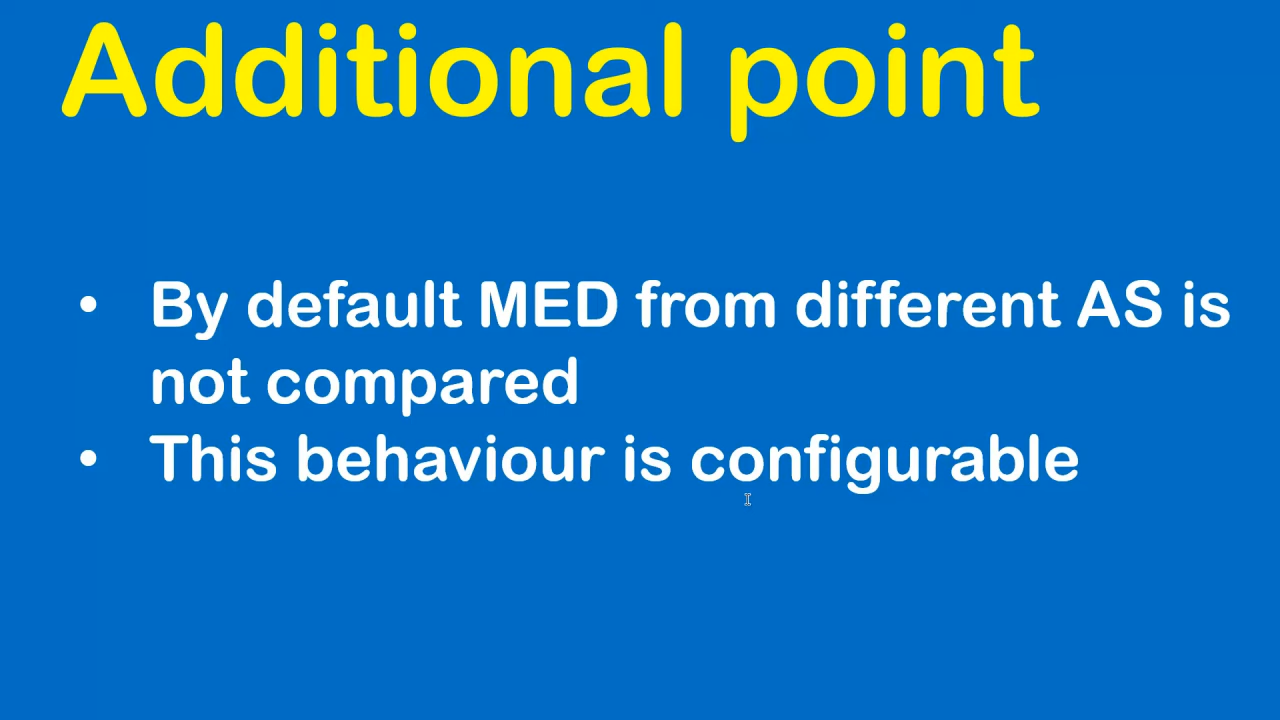 Additional point
• By default MED from different AS is
not compared
• This behaviour is configurable